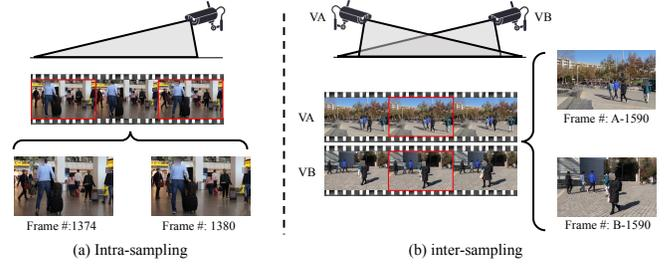 VA
VB
VA
Frame #: A-1590
VB
Frame #:1374
Frame #: 1380
Frame #: B-1590
(a) Intra-sampling
(b) inter-sampling